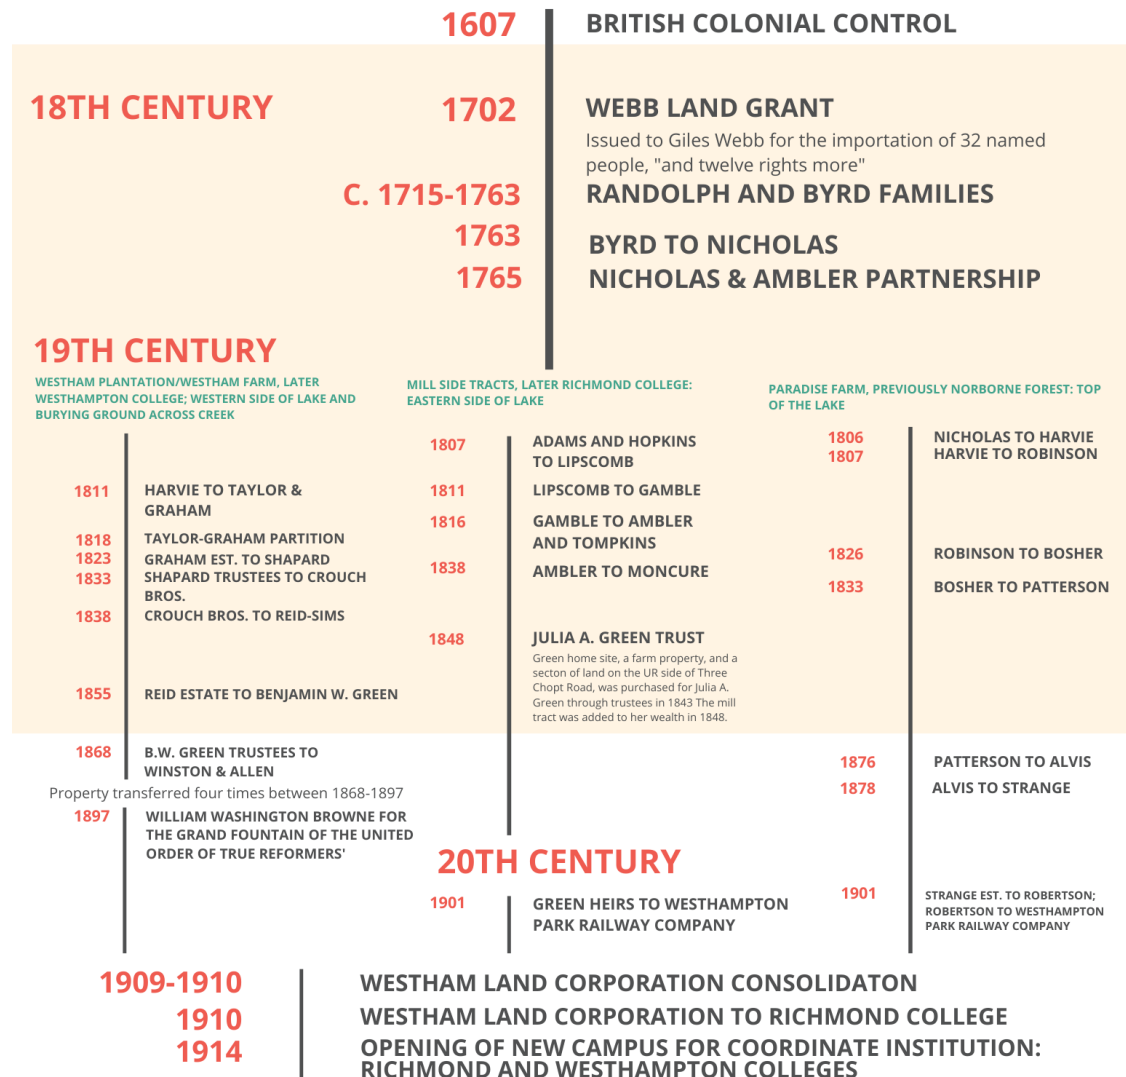 1607
BRITISH COLONIAL CONTROL
18TH CENTURY
1702
WEBB LAND GRANT
Issued to Giles Webb for the importation of 32 named
people, "and twelve rights more"
C. 1715-1763
RANDOLPH AND BYRD FAMILIES
1763
BYRD TO NICHOLAS
1765
NICHOLAS & AMBLER PARTNERSHIP
19TH CENTURY
WESTHAM PLANTATION/WESTHAM FARM, LATER
WESTHAMPTON COLLEGE; WESTERN SIDE OF LAKE AND
BURYING GROUND ACROSS CREEK
1811
HARVIE TO TAYLOR &
GRAHAM
1818
TAYLOR-GRAHAM PARTITION
1823
GRAHAM EST. TO SHAPARD
1833
SHAPARD TRUSTEES TO CROUCH
BROS.
1838
CROUCH BROS. TO REID-SIMS
1855
REID ESTATE TO BENJAMIN W. GREEN
1868
B.W. GREEN TRUSTEES TO
WINSTON & ALLEN
Property transferred four times between 1868-1897
1897
WILLIAM WASHINGTON BROWNE FOR
THE GRAND FOUNTAIN OF THE UNITED
ORDER OF TRUE REFORMERS'
MILL SIDE TRACTS, LATER RICHMOND COLLEGE:
EASTERN SIDE OF LAKE
1807
ADAMS AND HOPKINS
TO LIPSCOMB
1811
LIPSCOMB TO GAMBLE
1816
GAMBLE TO AMBLER
AND TOMPKINS
1838
AMBLER TO MONCURE
1848
JULIA A. GREEN TRUST
Green home site, a farm property, and a
secton of land on the UR side of Three
Chopt Road, was purchased for Julia A.
Green through trustees in 1843 The mill
tract was added to her wealth in 1848.
PARADISE FARM, PREVIOUSLY NORBORNE FOREST: TOP
OF THE LAKE
1806
NICHOLAS TO HARVIE
1807
HARVIE TO ROBINSON
1826
ROBINSON TO BOSHER
1833
BOSHER TO PATTERSON
1876
PATTERSON TO ALVIS
1878
ALVIS TO STRANGE
20TH CENTURY
1901
GREEN HEIRS TO WESTHAMPTON
PARK RAILWAY COMPANY
1901
STRANGE EST. TO ROBERTSON;
ROBERTSON TO WESTHAMPTON
PARK RAILWAY COMPANY
1909-1910
WESTHAM LAND CORPORATION CONSOLIDATON
1910
WESTHAM LAND CORPORATION TO RICHMOND COLLEGE
1914
OPENING OF NEW CAMPUS FOR COORDINATE INSTITUTION:
RICHMOND AND WESTHAMPTON COLLEGES